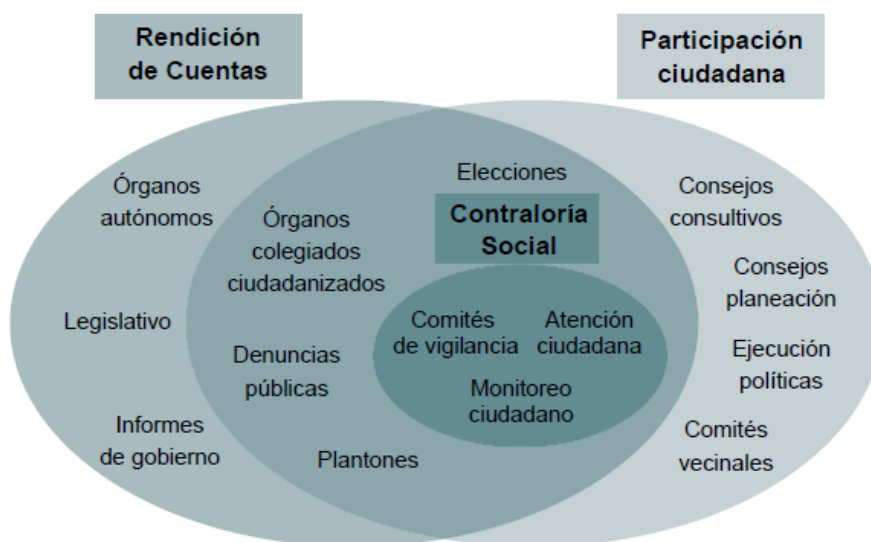 Rendición
de Cuentas
Participación
ciudadana
Órganos
autónomos
Legislativo
Informes
de gobierno
Órganos
colegiados
ciudadanizados
Denuncias
públicas
Plantones
Elecciones
Contraloría
Social
Comités
de vigilancia
Atención
ciudadana
Monitoreo
ciudadano
Consejos
consultivos
Consejos
planeación
Ejecución
políticas
Comités
vecinales